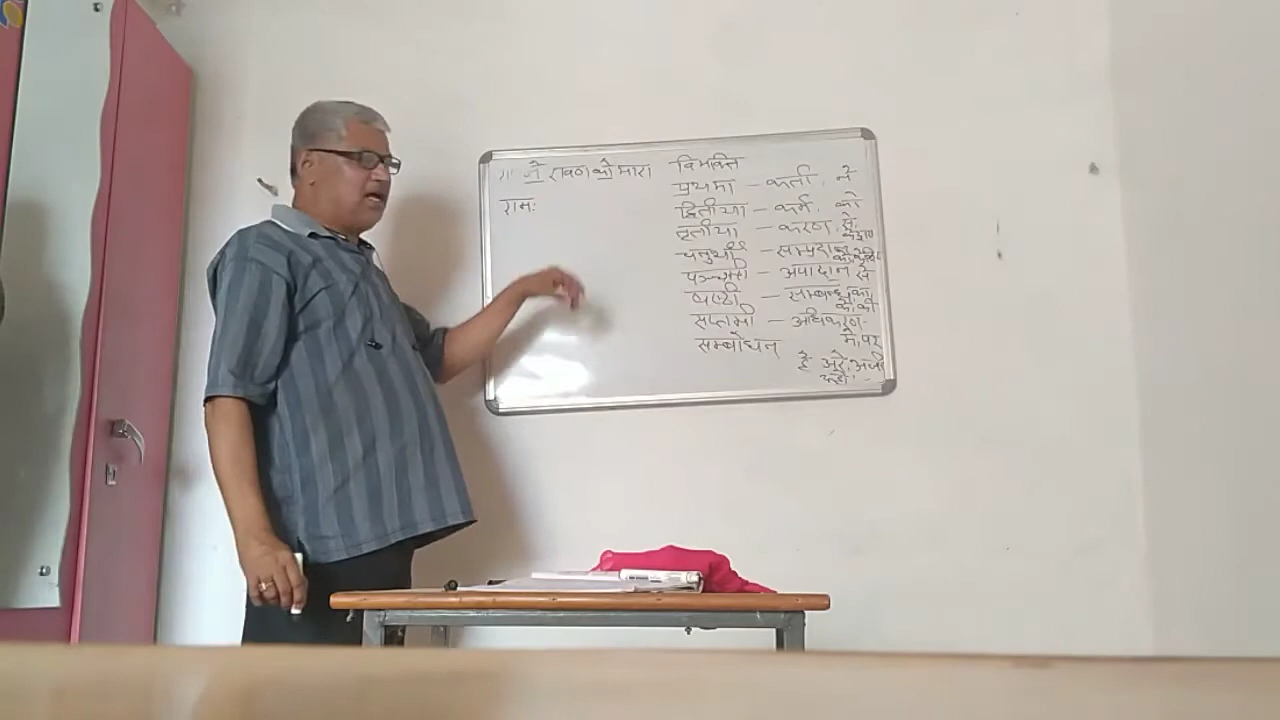 ने रावण को मारा
रामः
विभक्ति
प्रथमा - कर्ता, ने
द्वितीया - कर्म, को
तृतीया - करण, से,
चतुर्थी - सम्प्रदान
पञ्चमी - अपादान से
षष्ठी - सम्बन्ध, का
के, की
सप्तमी - अधिकरण
में, पर
सम्बोधन
हे अरे, अजी